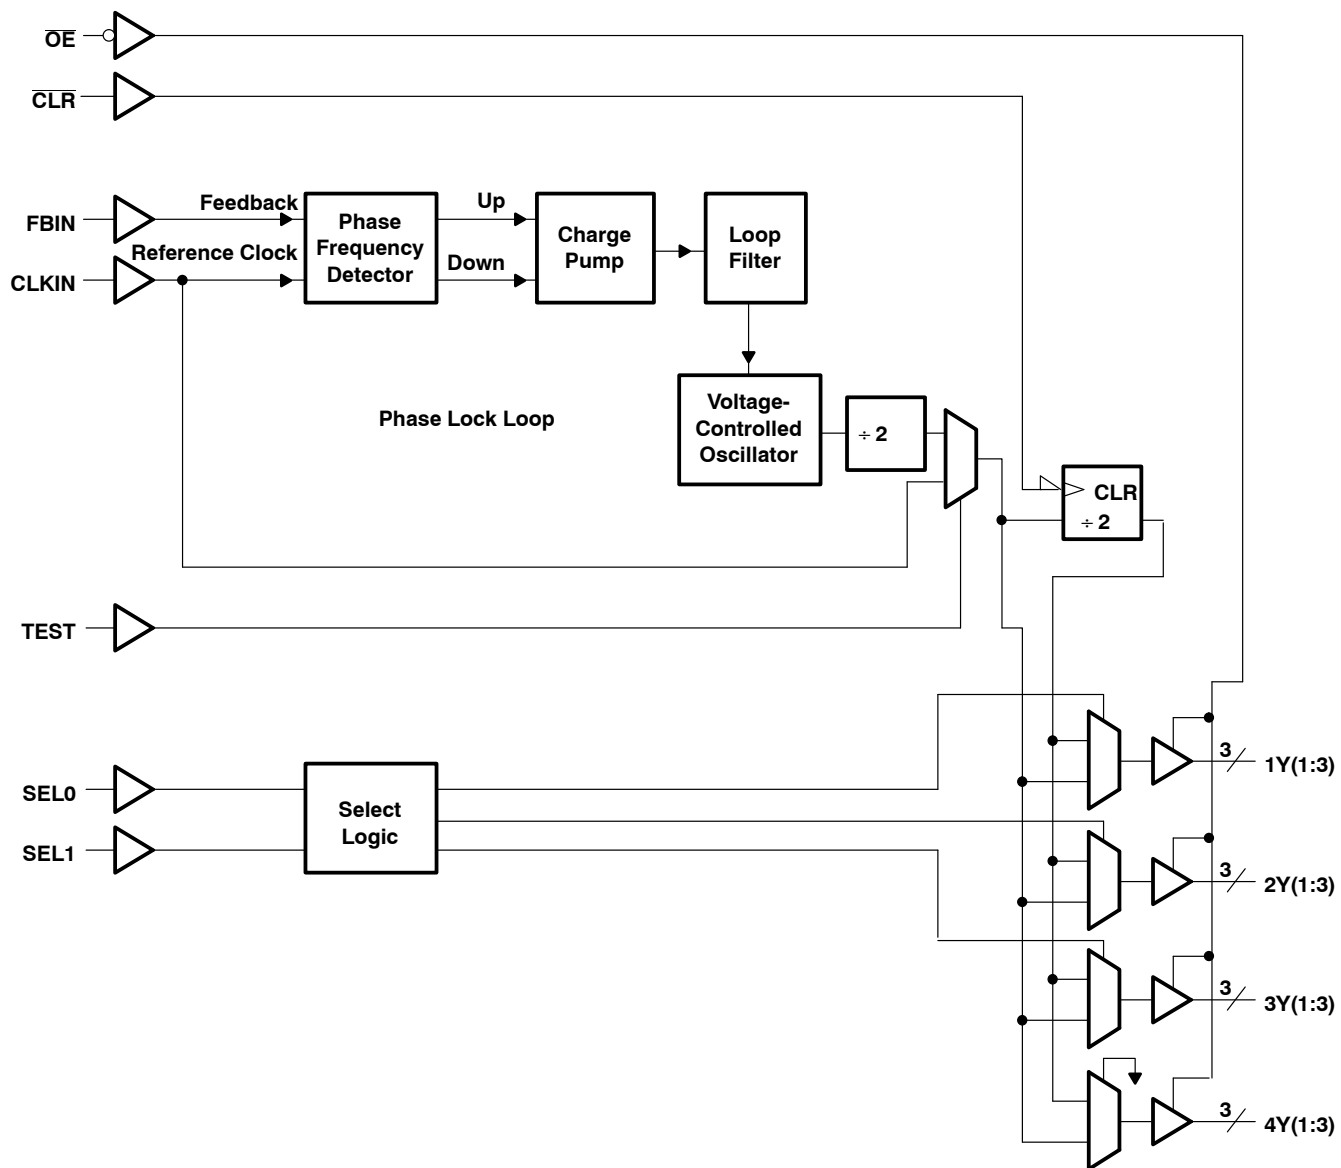 OE
CLR
FBIN
Feedback
Phase
Frequency
Detector
Up
Charge
Pump
Loop
Filter
CLKIN
Reference Clock
Down
Phase Lock Loop
Voltage-
Controlled
Oscillator
÷ 2
CLR
÷ 2
TEST
SEL0
SEL1
Select
Logic
3
1Y(1:3)
3
2Y(1:3)
3
3Y(1:3)
3
4Y(1:3)